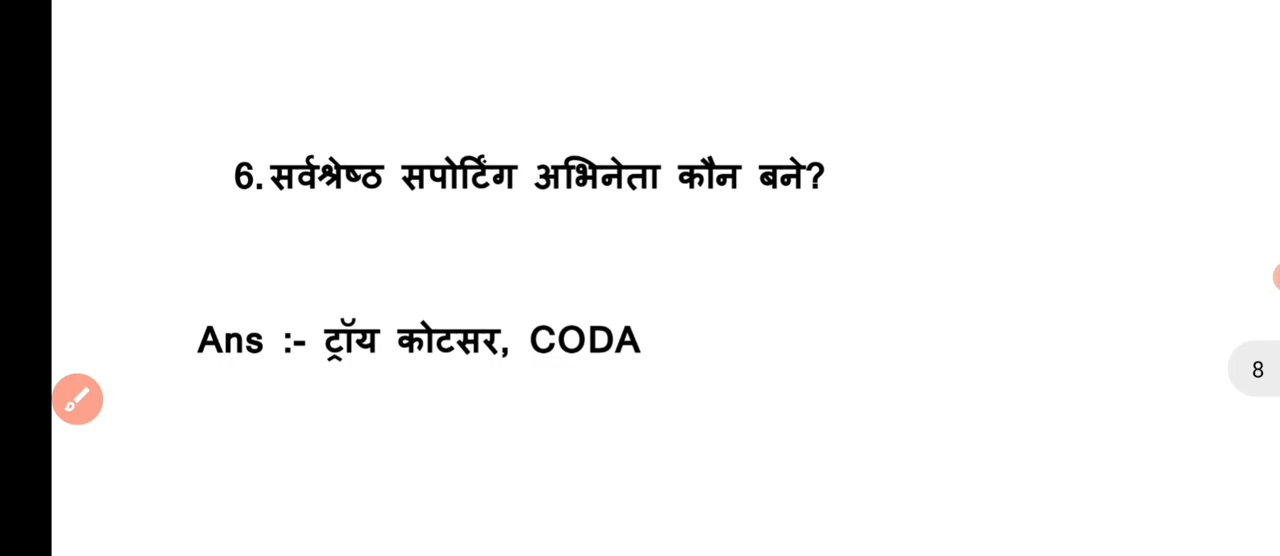 6. सर्वश्रेष्ठ सपोर्टिंग अभिनेता कौन बने?
Ans :- ट्रॉय कोटसर, CODA
8